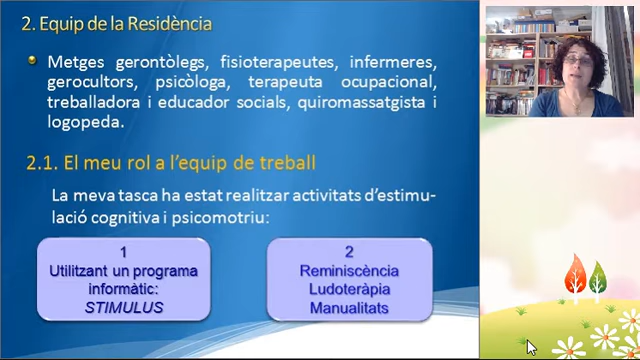 2. Equip de la Residència
Metges gerontòlegs, fisioterapeutes, infermeres,
gerocultors, psicòloga, terapeuta ocupacional,
treballadora i educador socials, quiromassatgista i
logopeda.
2.1. El meu rol a l'equip de treball
La meva tasca ha estat realitzar activitats d'estimu-
lació cognitiva i psicomotriu:
1
Utilitzant un programa
informàtic:
STIMULUS
2
Reminiscència
Ludoteràpia
Manualitats